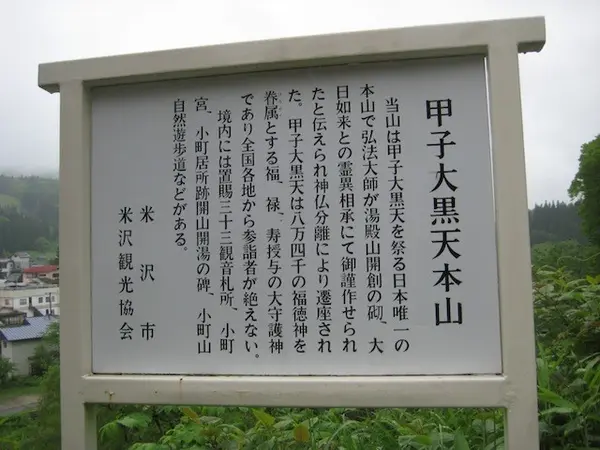 甲子大黒天本山
当山は甲子大黒天を祭る日本唯一の
本山で弘法大師が湯殿山開創の砌、大
日如来との霊異相承にて御謹作せられ
たと伝えられ神仏分離により遷座され
た。甲子大黒天は八万四千の福徳神を
眷属とする福、禄、寿授与の大守護神
であり全国各地から参詣者が絶えない。
境内には置賜三十三観音札所、小町
宮、小町居所跡開山開湯の碑、小町山
自然遊歩道などがある。
米沢市
米沢観光協会